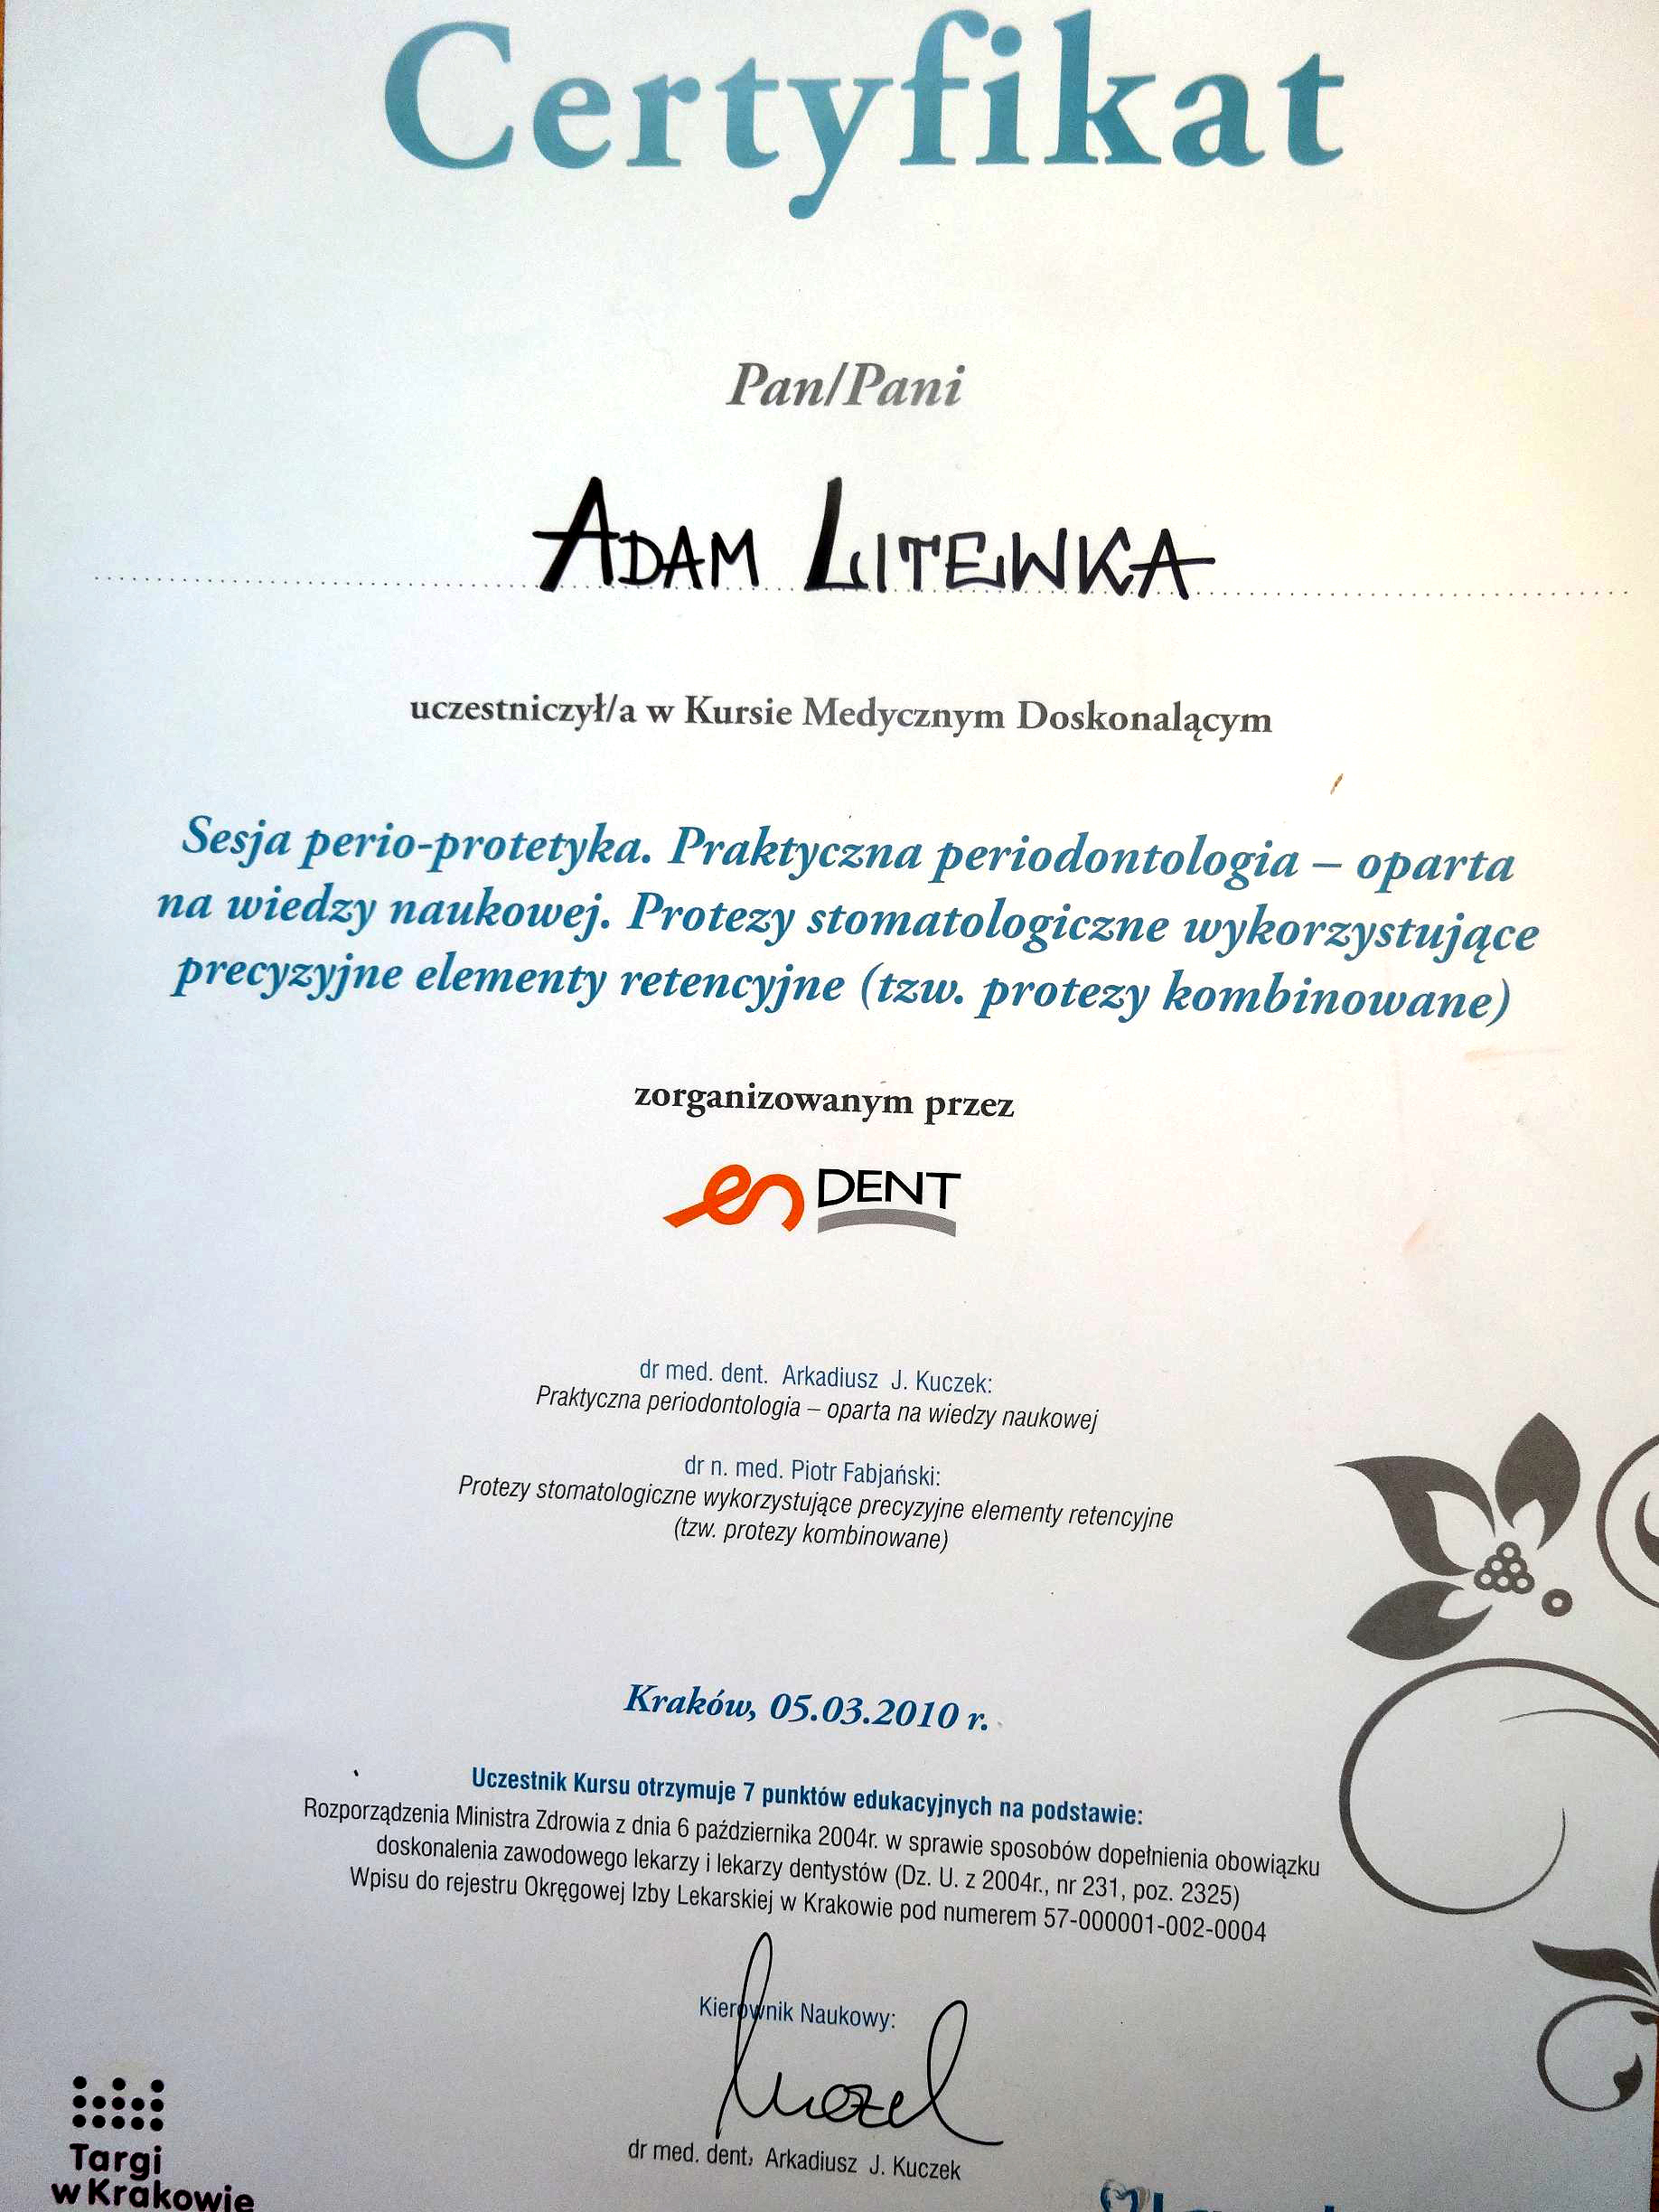 Certyfikat
Pan/Pani
ADAM LITEWKA
uczestniczył/a w Kursie Medycznym Doskonalącym
Sesja perio-protetyka. Praktyczna periodontologia – oparta
na wiedzy naukowej. Protezy stomatologiczne wykorzystujące
precyzyjne elementy retencyjne (tzw. protezy kombinowane)
zorganizowanym przez
en DENT
dr med. dent. Arkadiusz J. Kuczek:
Praktyczna periodontologia – oparta na wiedzy naukowej
dr n. med. Piotr Fabjański:
Protezy stomatologiczne wykorzystujące precyzyjne elementy retencyjne
(tzw. protezy kombinowane)
Kraków, 05.03.2010 r.
Uczestnik Kursu otrzymuje 7 punktów edukacyjnych na podstawie:
Rozporządzenia Ministra Zdrowia z dnia 6 października 2004r. w sprawie sposobów dopełnienia obowiązku
doskonalenia zawodowego lekarzy i lekarzy dentystów (Dz. U. z 2004r., nr 231, poz. 2325)
Wpisu do rejestru Okręgowej Izby Lekarskiej w Krakowie pod numerem 57-000001-002-0004
Kierownik Naukowy:
dr med. dent. Arkadiusz J. Kuczek
Targi
w Krakowie